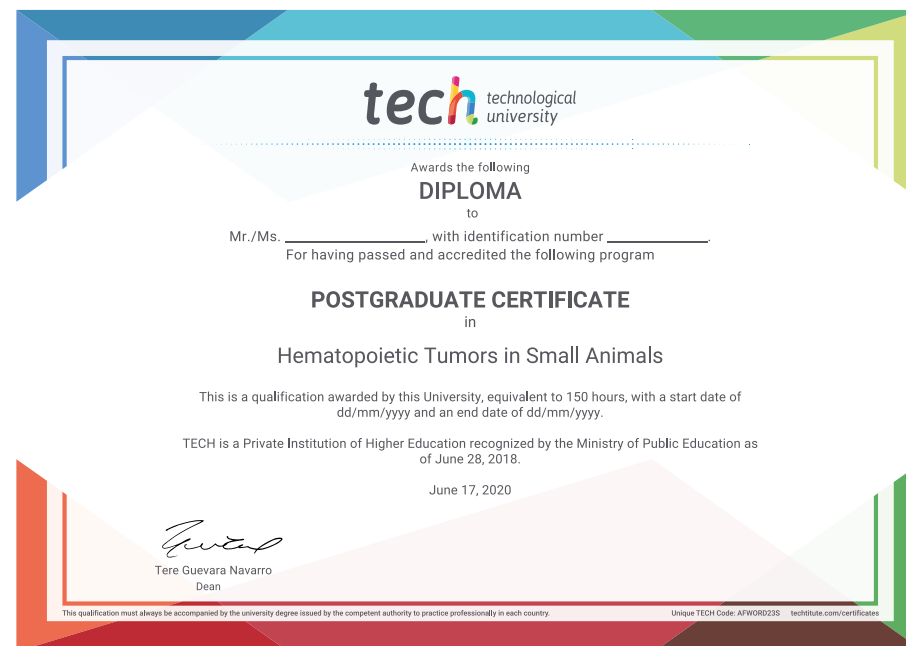 tech technological
university
Awards the following
DIPLOMA
to
Mr./Ms. ____________________, with identification number __________________.
For having passed and accredited the following program
POSTGRADUATE CERTIFICATE
in
Hematopoietic Tumors in Small Animals
This is a qualification awarded by this University, equivalent to 150 hours, with a start date of
dd/mm/yyyy and an end date of dd/mm/yyyy.
TECH is a Private Institution of Higher Education recognized by the Ministry of Public Education as
of June 28, 2018.
June 17, 2020
Tere Guevara Navarro
Dean
This qualification must always be accompanied by the university degree issued by the competent authority to practice professionally in each country. Unique TECH Code: AFWORD23S techtitute.com/certificates